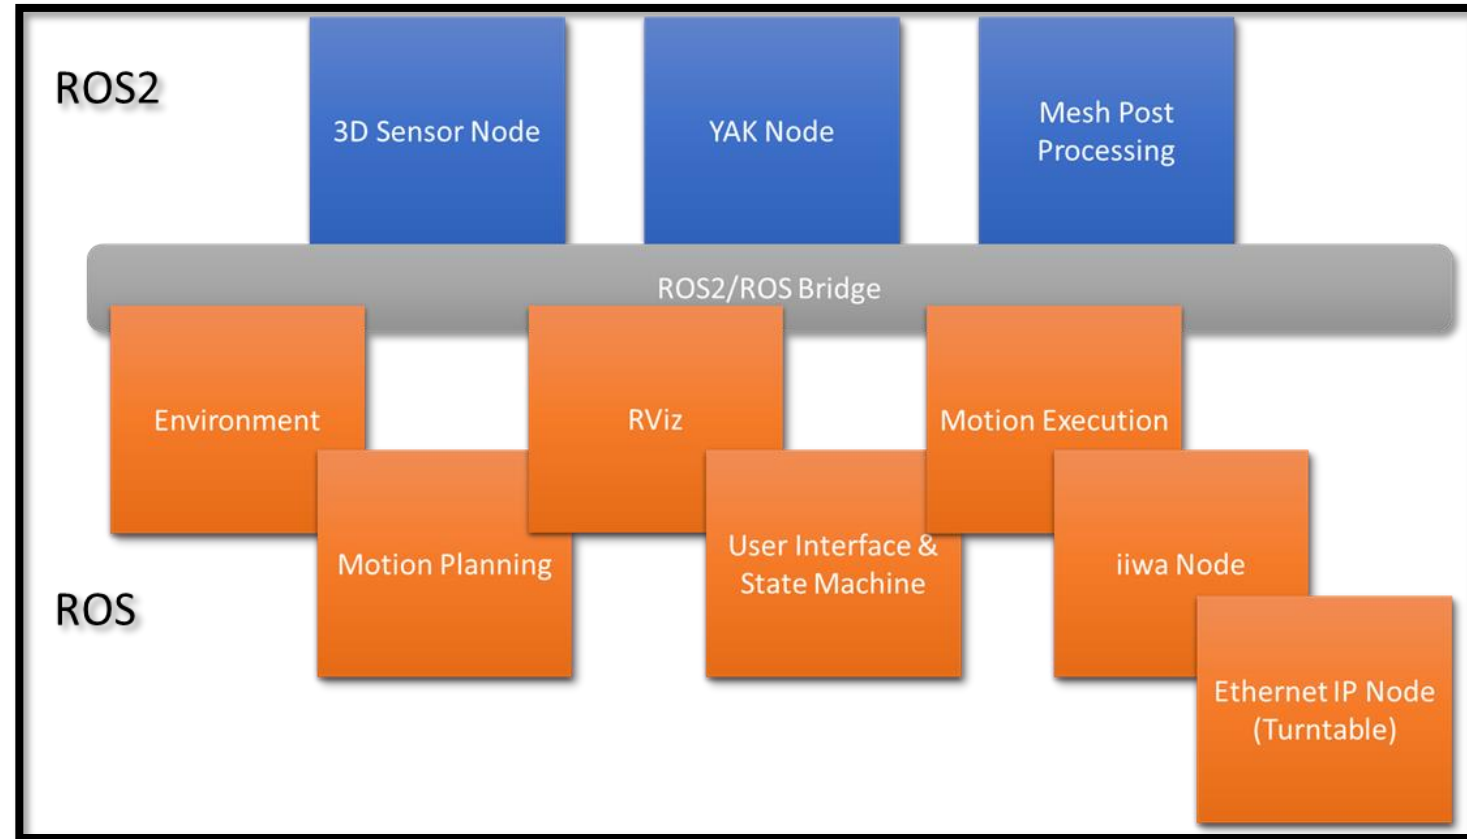 ROS2
3D Sensor Node
YAK Node
Mesh Post
Processing
ROS2/ROS Bridge
Environment
RViz
Motion Execution
Motion Planning
User Interface &
State Machine
iiwa Node
ROS
Ethernet IP Node
(Turntable)